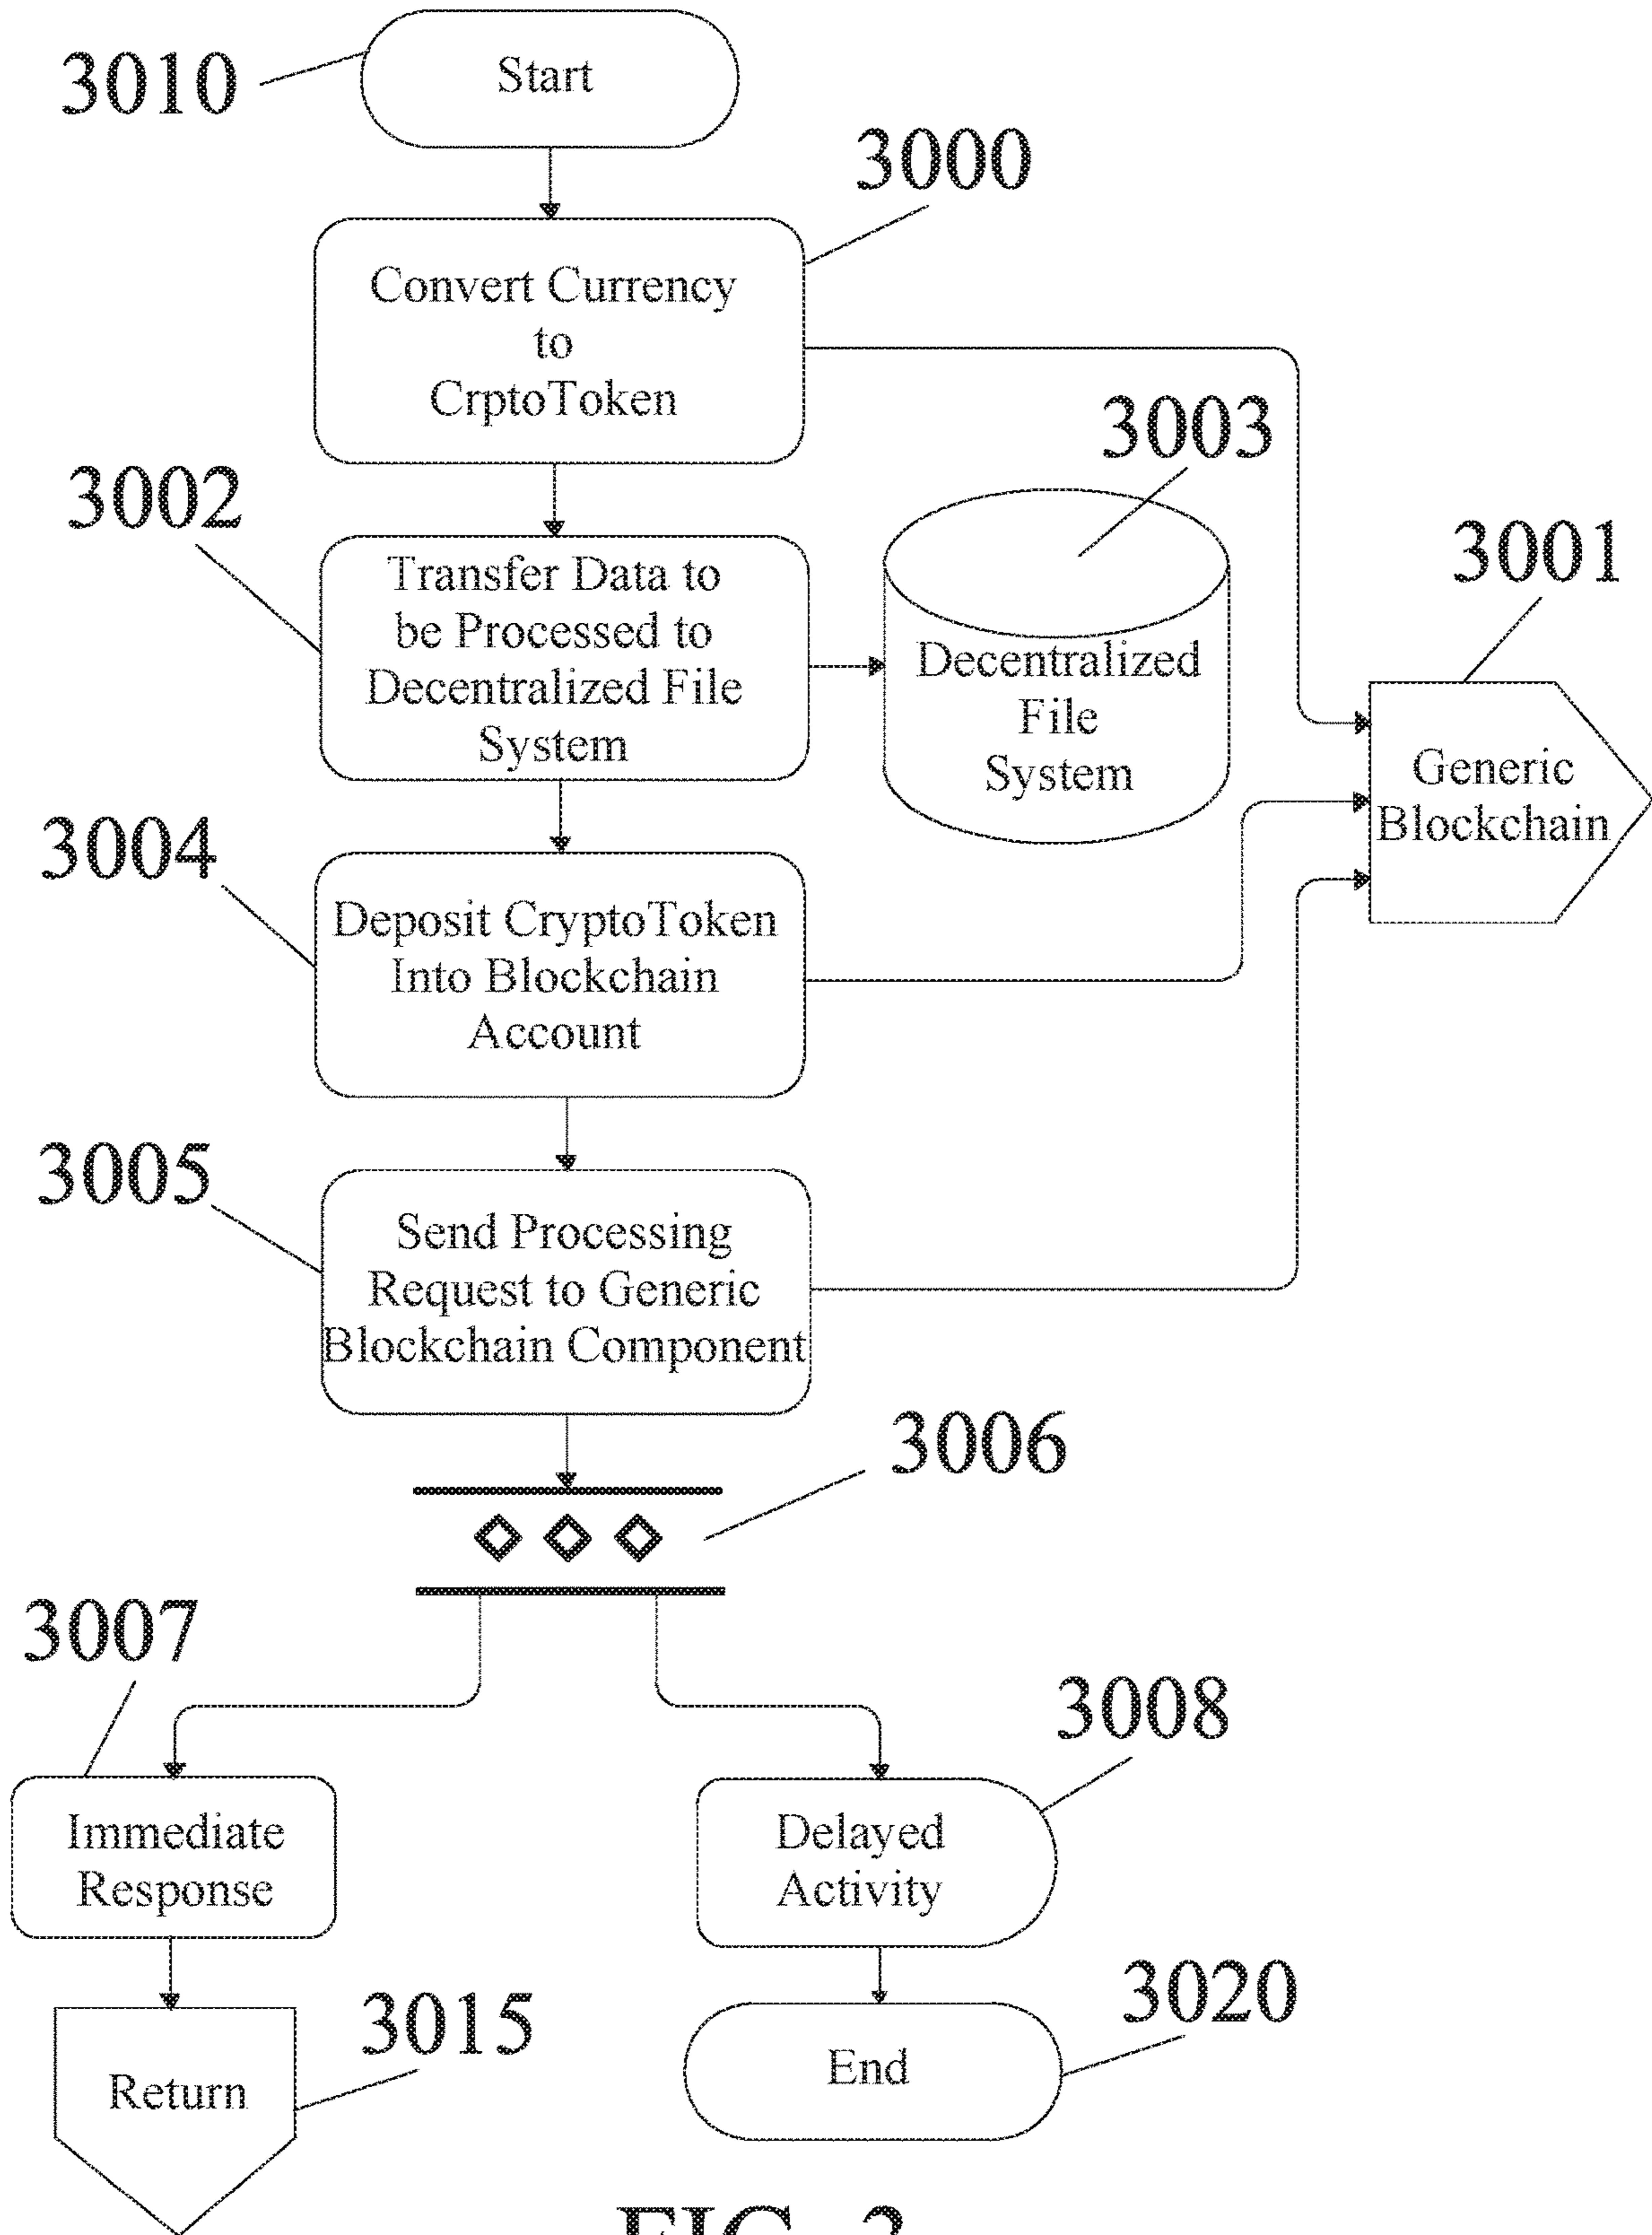 3010
Start
3000
Convert Currency
to
CrptoToken
3003
3002
Transfer Data to
be Processed to
Decentralized File
System
Decentralized
File
System
3001
Generic
Blockchain
3004
Deposit CryptoToken
Into Blockchain
Account
3005
Send Processing
Request to Generic
Blockchain Component
3006
3007
Immediate
Response
3008
Delayed
Activity
3015
Return
3020
End
FIG. 3